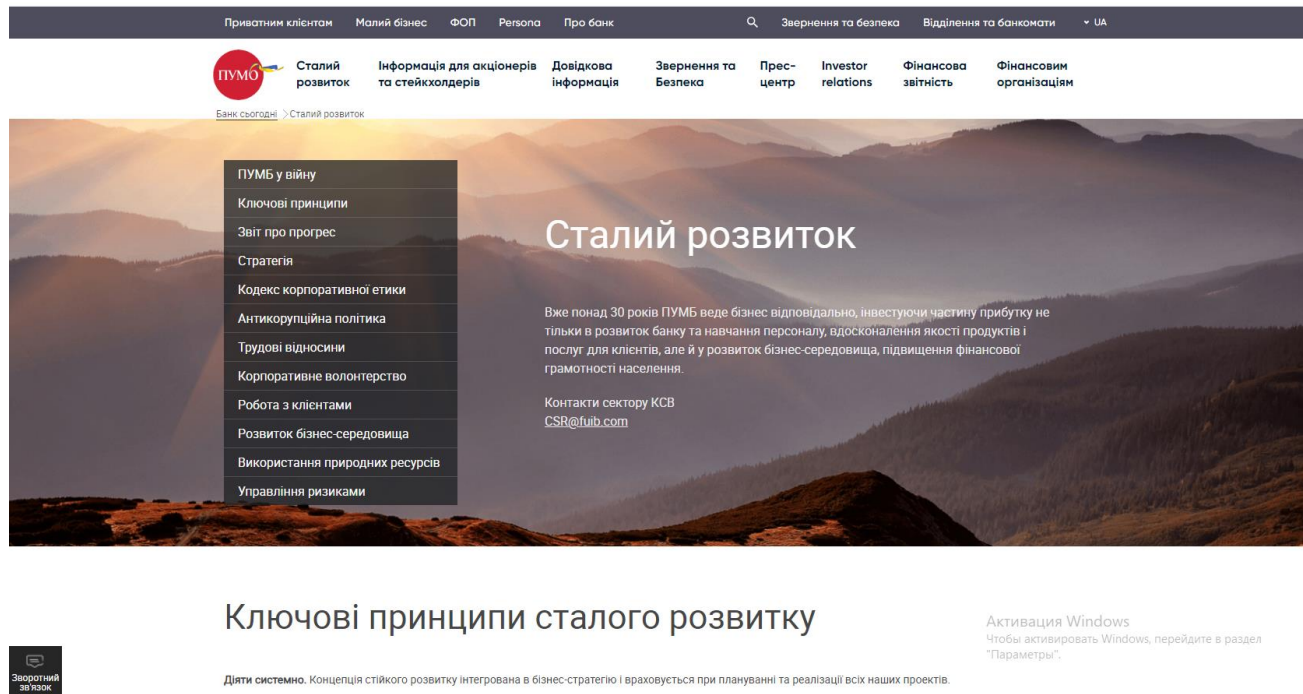 Приватним клієнтам Малий бізнес ФОП Persona Про банк Звернення та безпека Відділення та банкомати UA
ПУМБ
Сталий розвиток
Інформація для акціонерів та стейкхолдерів
Довідкова інформація
Звернення та Безпека
Прес-центр
Investor relations
Фінансова звітність
Фінансовим організаціям
Банк сьогодні > Сталий розвиток
ПУМБ у війну
Ключові принципи
Звіт про прогрес
Стратегія
Кодекс корпоративної етики
Антикорупційна політика
Трудові відносини
Корпоративне волонтерство
Робота з клієнтами
Розвиток бізнес-середовища
Використання природних ресурсів
Управління ризиками
Сталий розвиток
Вже понад 30 років ПУМБ веде бізнес відповідально, інвестуючи частину прибутку не
тільки в розвиток банку та навчання персоналу, вдосконалення якості продуктів і
послуг для клієнтів, але й у розвиток бізнес-середовища, підвищення фінансової
грамотності населення.
Контакти сектору КСВ
CSR@fuib.com
Ключові принципи сталого розвитку
Активация Windows
Чтобы активировать Windows, перейдите в раздел
"Параметры".
Зворотний
зв'язок
Діяти системно. Концепція стійкого розвитку інтегрована в бізнес-стратегію і враховується при плануванні та реалізації всіх наших проектів.